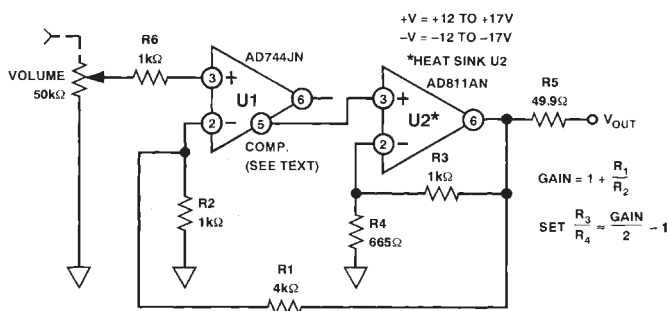 +V = +12 TO +17V
−V = −12 TO −17V
*HEAT SINK U2
R6
1kΩ
AD744JN
AD811AN
VOLUME
50kΩ
3
+
U1
6
2
−
5
COMP.
(SEE TEXT)
3
+
U2*
6
2
−
R5
49.9Ω
VOUT
R3
1kΩ
R2
1kΩ
R4
665Ω
R1
4kΩ
GAIN = 1 + R1/R2
SET R3/R4 ≈ GAIN/2 − 1